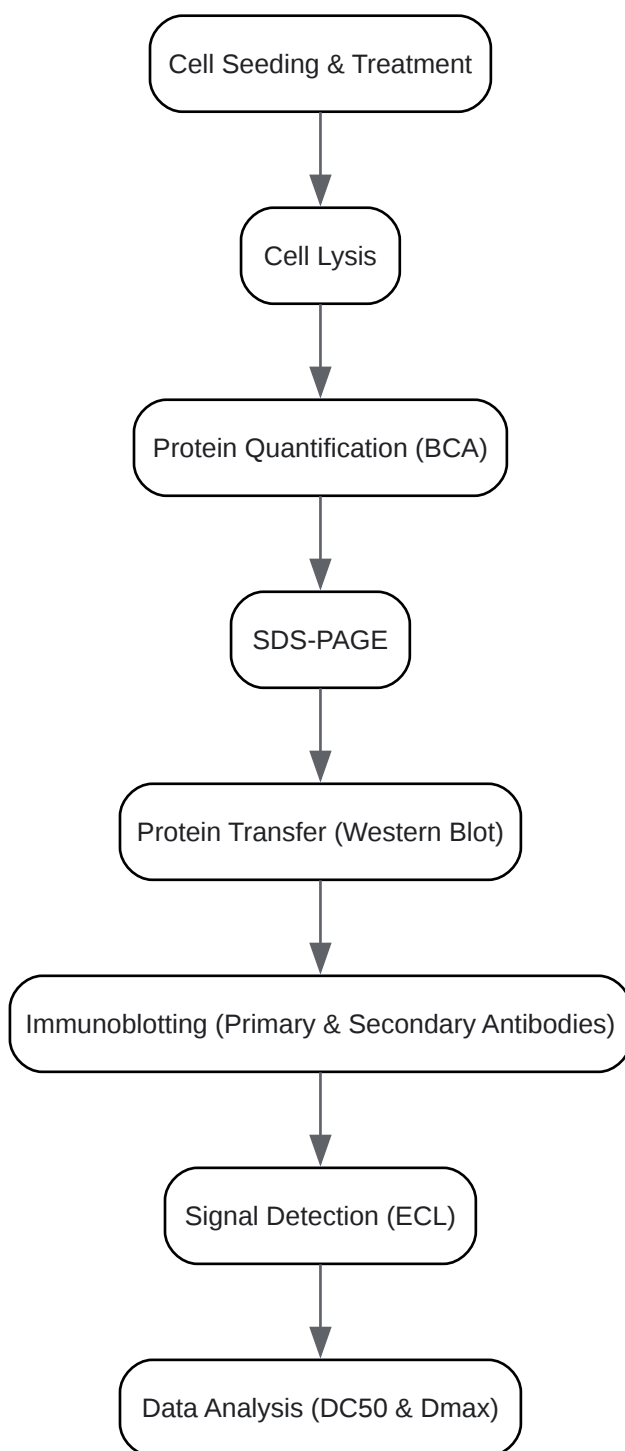 Cell Seeding & Treatment
Cell Lysis
Protein Quantification (BCA)
SDS-PAGE
Protein Transfer (Western Blot)
Immunoblotting (Primary & Secondary Antibodies)
Signal Detection (ECL)
Data Analysis (DC50 & Dmax)